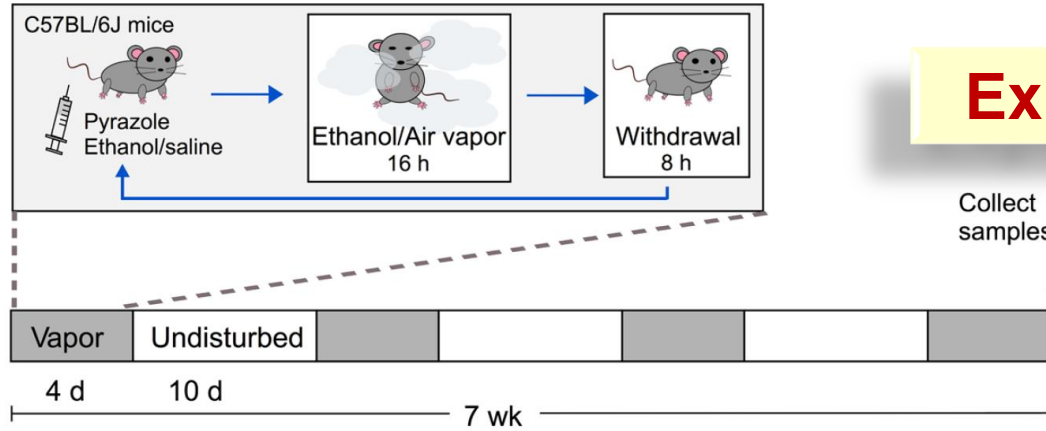 C57BL/6J mice
Pyrazole
Ethanol/saline
Ethanol/Air vapor
16 h
Withdrawal
8 h
Ex
Collect
samples
Vapor
Undisturbed
4 d
10 d
7 wk